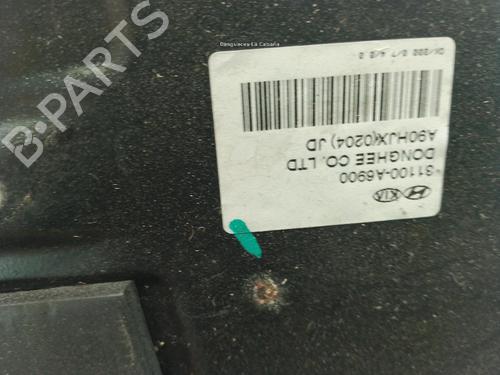 B-PARTS
Desguaces La Cabaña
KIA
31100-A6900
DONGHEE CO. LTD
A90HJX(0204) JD